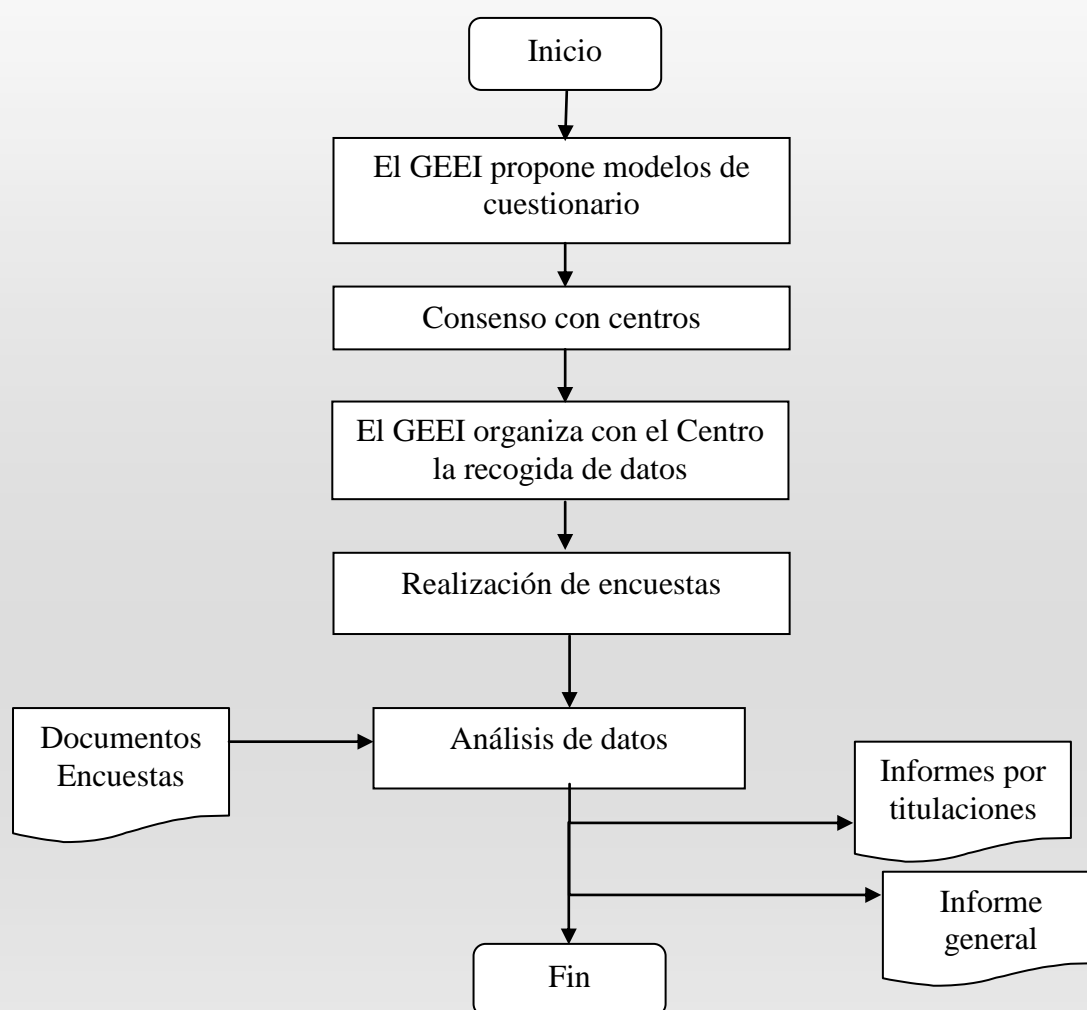 Inicio
El GEEI propone modelos de
cuestionario
Consenso con centros
El GEEI organiza con el Centro
la recogida de datos
Realización de encuestas
Documentos
Encuestas
Análisis de datos
Informes por
titulaciones
Informe
general
Fin